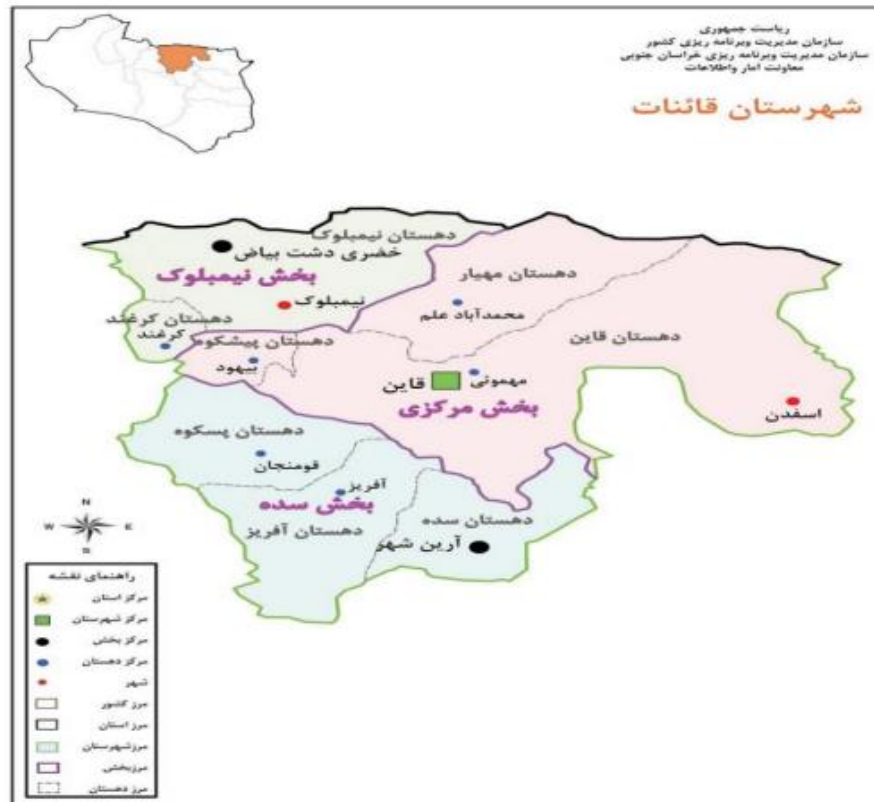 ریاست جمهوری
سازمان مدیریت وبرنامه ریزی کشور
سازمان مدیریت وبرنامه ریزی خراسان جنوبی
معاونت امار واطلاعات
شهرستان قائنات
دهستان نیمبلوک
خضری دشت بیاض
بخش نیمبلوک
نیمبلوک
دهستان کرغند
کرغند
دهستان مهیار
محمدآباد علم
دهستان پیشکوه
بیهود
دهستان قاین
مهموئی
قاین
بخش مرکزی
اسفدن
دهستان پسکوه
قومنجان
آفریز
بخش سده
دهستان آفریز
دهستان سده
آرین شهر
N
W E
S
راهنمای نقشه
مرکز استان
مرکز شهرستان
مرکز بخش
مرکز دهستان
شهر
مرز کشور
مرز استان
مرزشهرستان
مرزبخش
مرز دهستان